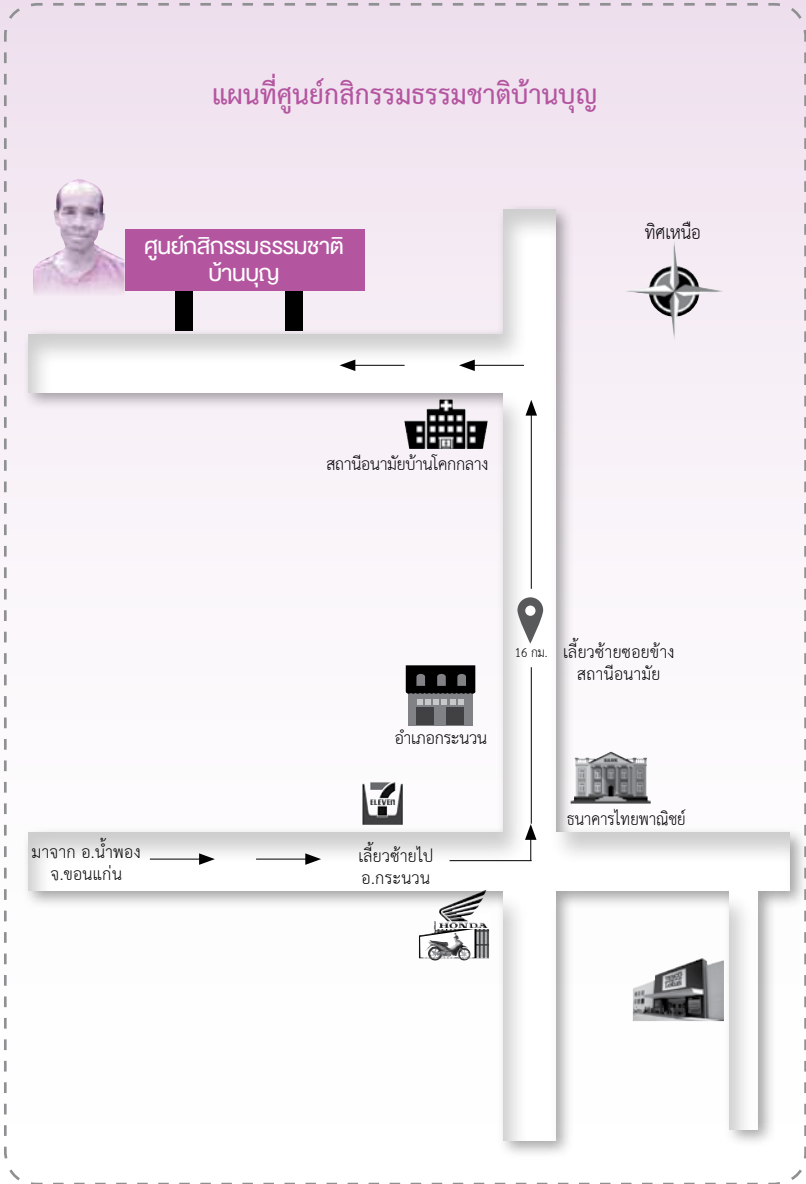 แผนที่ศูนย์กสิกรรมธรรมชาติบ้านบุญ
ศูนย์กสิกรรมธรรมชาติ
บ้านบุญ
ทิศเหนือ
สถานีอนามัยบ้านโคกกลาง
16 กม.
เลี้ยวซ้ายซอยข้าง
สถานีอนามัย
อำเภอกระนวน
BANK
ธนาคารไทยพาณิชย์
7
ELEVEn
มาจาก อ.น้ำพอง
จ.ขอนแก่น
เลี้ยวซ้ายไป
อ.กระนวน
HONDA
TESCO
Lotus